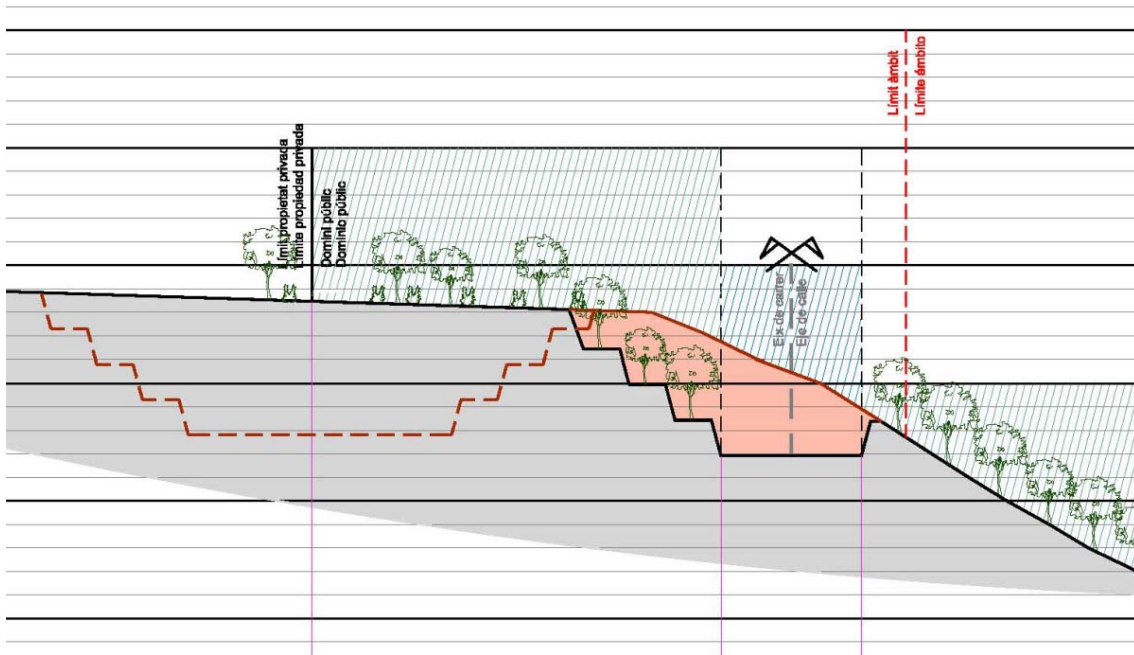 Límit propietat privada
Límite propiedad privada
Domini públic
Dominio públic
Eix de carrer
Eje de calle
Límit àmbit
Límite ámbito